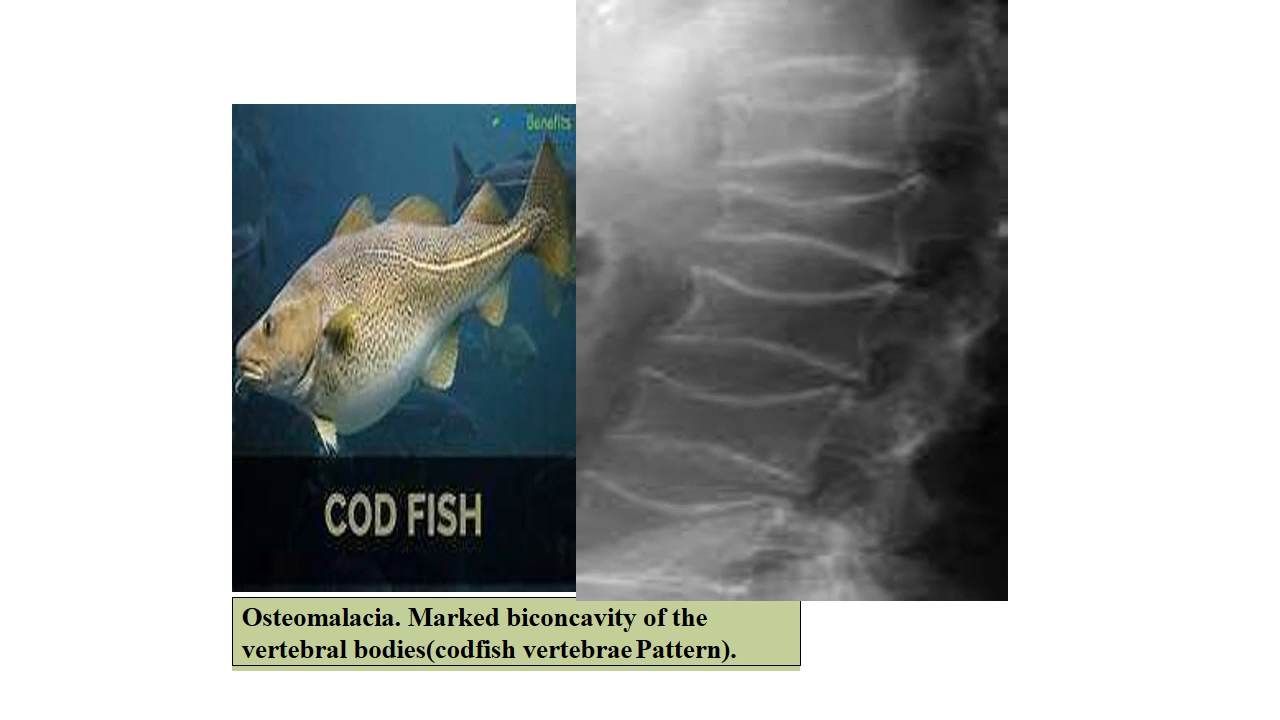 Benefits
COD FISH
Osteomalacia. Marked biconcavity of the
vertebral bodies(codfish vertebrae Pattern).